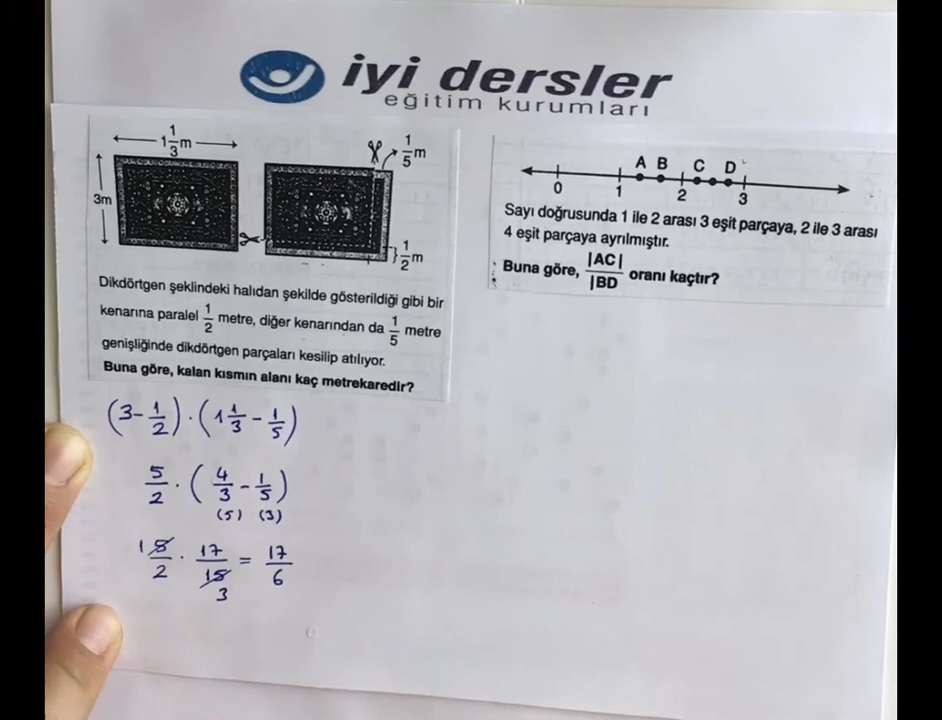 iyi dersler
eğitim kurumları
1 1/3 m
3m
1/5 m
1/2 m
Dikdörtgen şeklindeki halıdan şekilde gösterildiği gibi bir
kenarına paralel 1/2 metre, diğer kenarından da 1/5 metre
genişliğinde dikdörtgen parçaları kesilip atılıyor.
Buna göre, kalan kısmın alanı kaç metrekaredir?
(3-1/2).(1 1/3-1/5)
5/2.(4/3-1/5)
(5) (3)
1 5/2 . 17/15 = 17/6
3
A B C D
0 1 2 3
Sayı doğrusunda 1 ile 2 arası 3 eşit parçaya, 2 ile 3 arası
4 eşit parçaya ayrılmıştır.
Buna göre, |AC|/|BD oranı kaçtır?